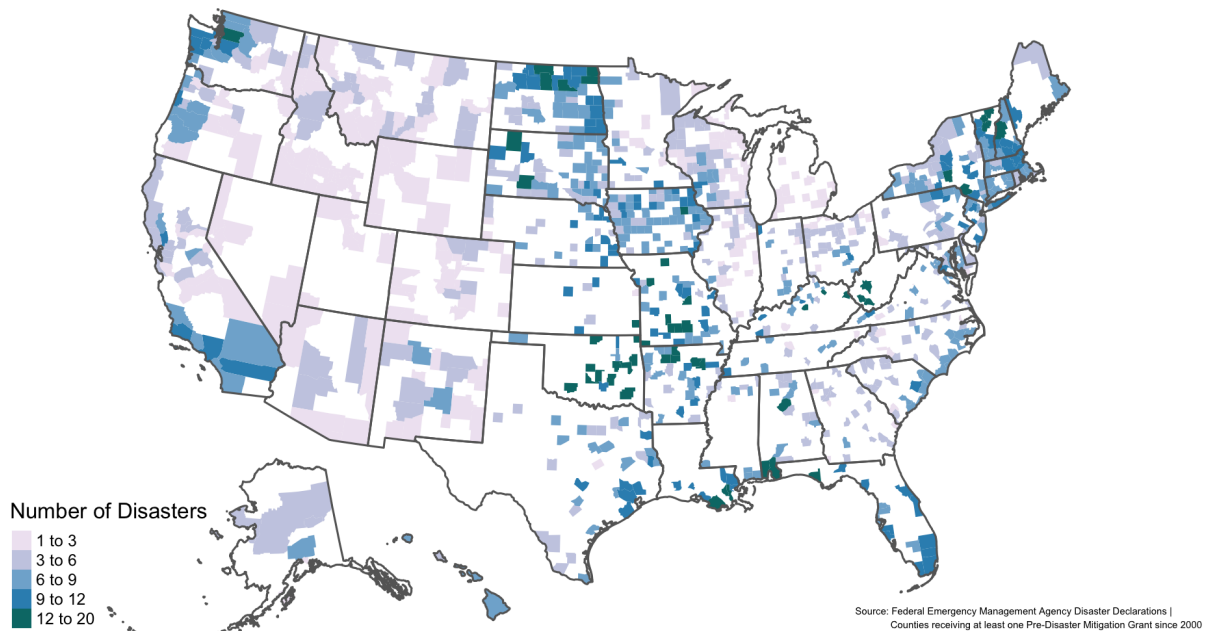 Number of Disasters
1 to 3
3 to 6
6 to 9
9 to 12
12 to 20
Source: Federal Emergency Management Agency Disaster Declarations |
Counties receiving at least one Pre-Disaster Mitigation Grant since 2000